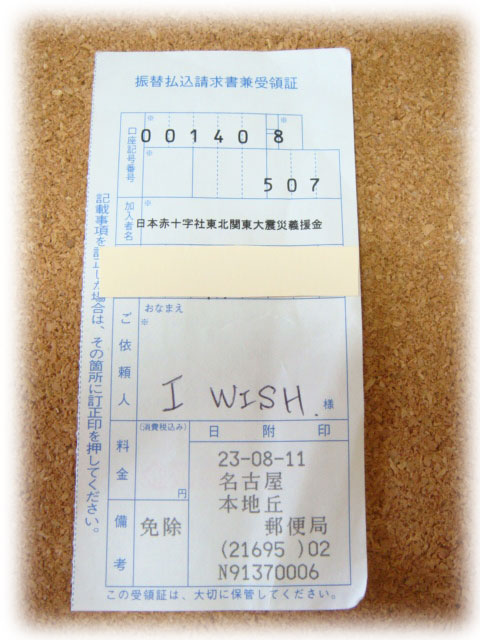 振替払込請求書兼受領証
口座記号番号
※
※
001408
※
507
加入者名
※
日本赤十字社東北関東大震災義援金
おなまえ
※
ご依頼人
I WISH.
様
料金
(消費税込み)
円
日附印
備考
免除
23-08-11
名古屋
本地丘
郵便局
(21695 )02
N91370006
この受領証は、大切に保管してください。
記載事項を訂正した場合は、その箇所に訂正印を押してください。